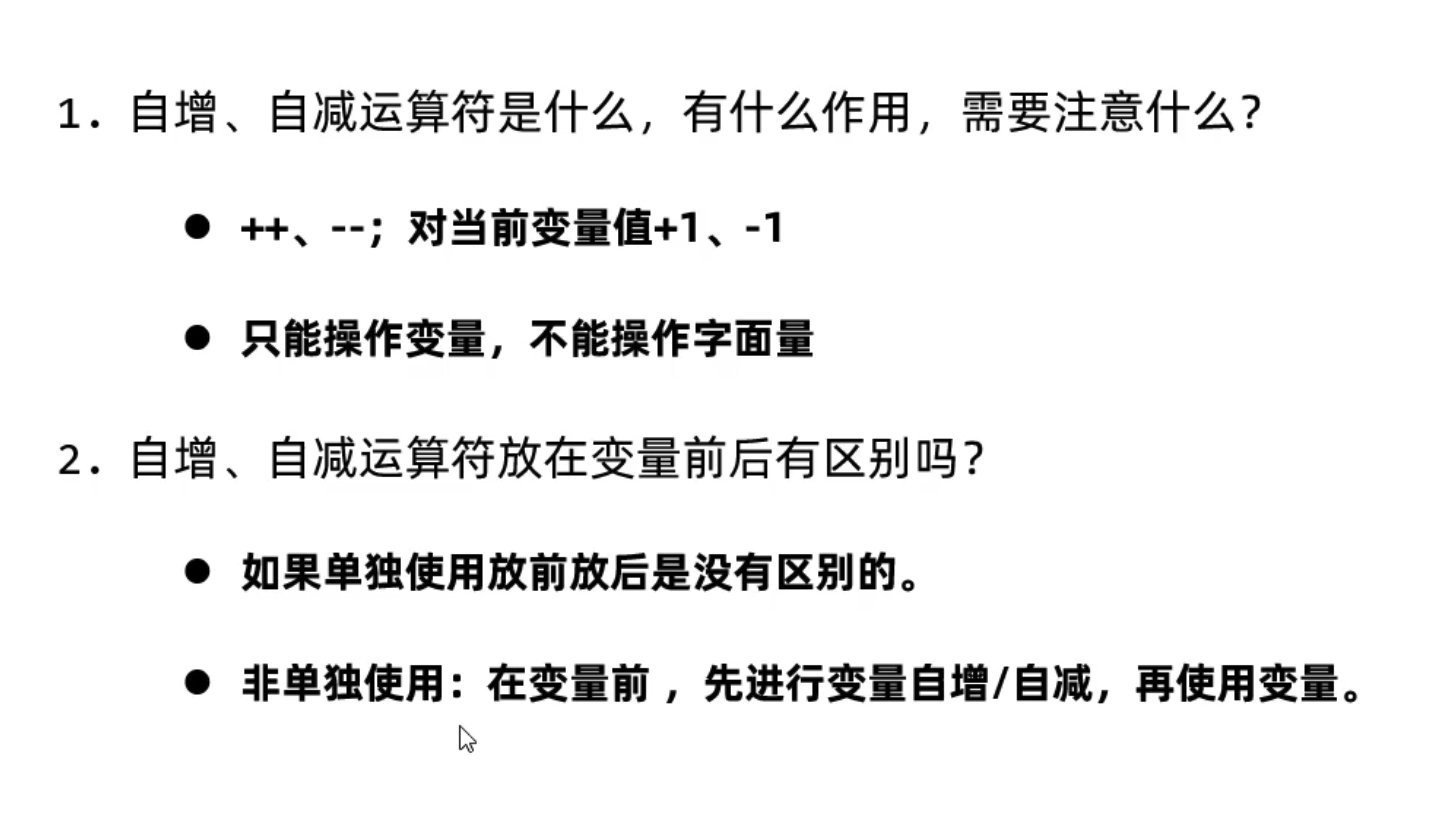 1. 自增、自减运算符是什么，有什么作用，需要注意什么？
● ++、--；对当前变量值+1、-1
● 只能操作变量，不能操作字面量
2. 自增、自减运算符放在变量前后有区别吗？
● 如果单独使用放前放后是没有区别的。
● 非单独使用：在变量前 ，先进行变量自增/自减，再使用变量。